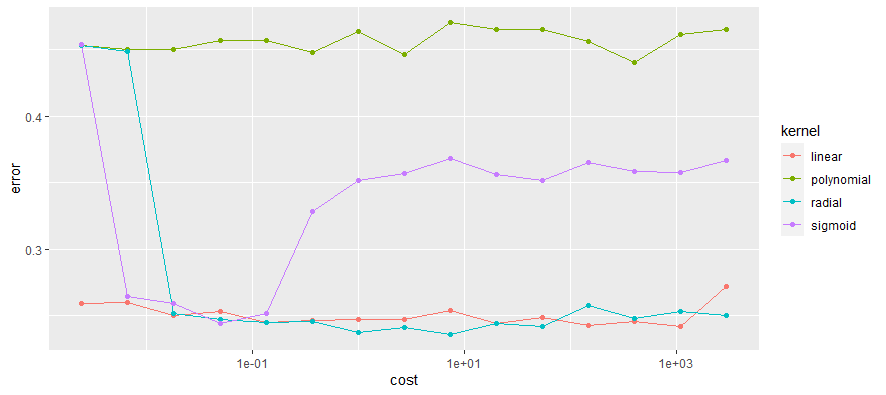 error
0.4
0.3
1e-01
1e+01
1e+03
cost
kernel
linear
polynomial
radial
sigmoid